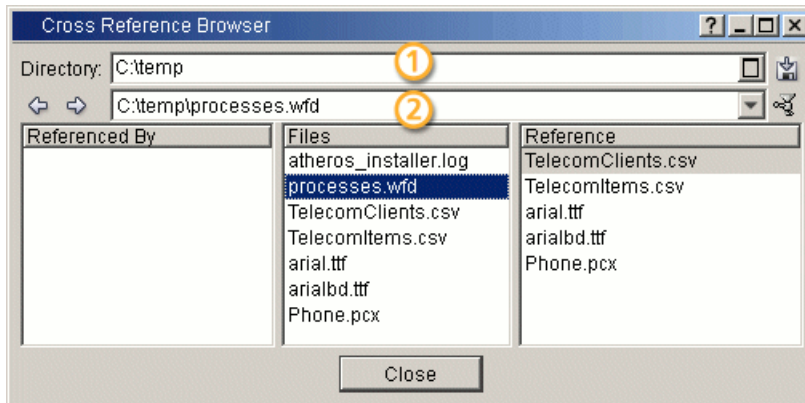 Cross Reference Browser
?
Directory: C:\temp
1
C:\temp\processes.wfd
2
Referenced By
Files
atheros_installer.log
processes.wfd
TelecomClients.csv
TelecomItems.csv
arial.ttf
arialbd.ttf
Phone.pcx
Reference
TelecomClients.csv
TelecomItems.csv
arial.ttf
arialbd.ttf
Phone.pcx
Close